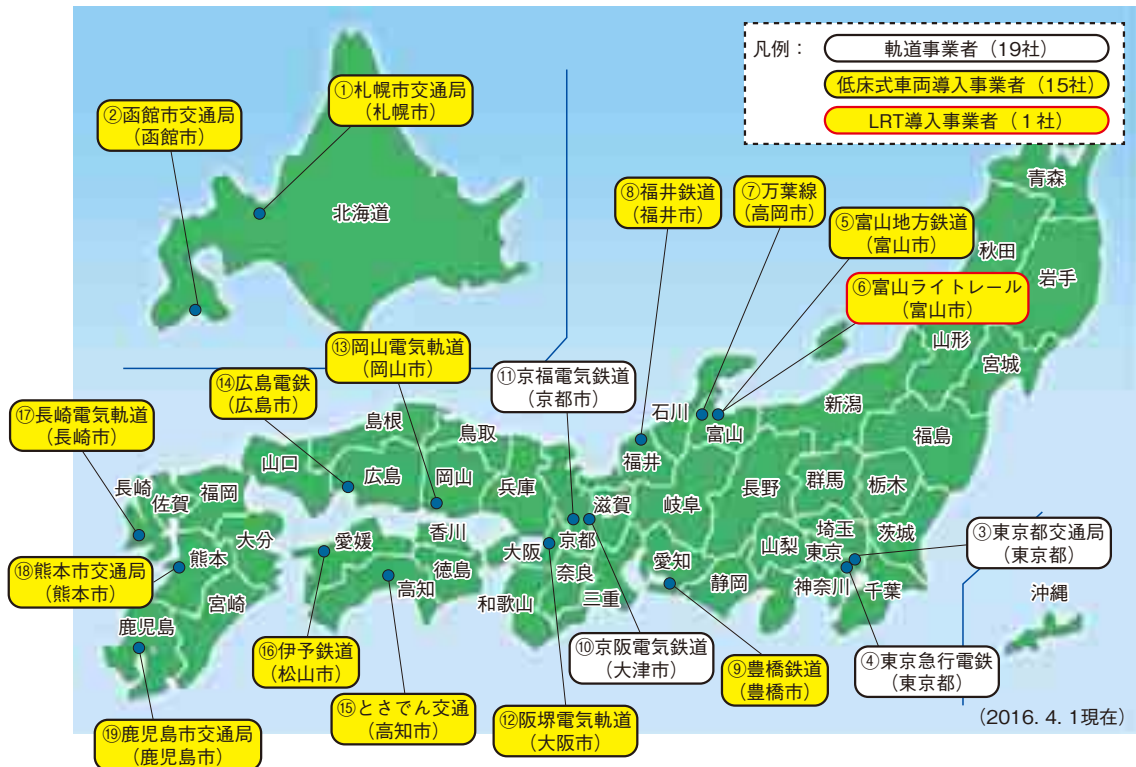 凡例：
軌道事業者（19社）
低床式車両導入事業者（15社）
LRT導入事業者（１社）
①札幌市交通局
（札幌市）
②函館市交通局
（函館市）
北海道
⑧福井鉄道
（福井市）
⑦万葉線
（高岡市）
⑤富山地方鉄道
（富山市）
⑥富山ライトレール
（富山市）
青森
秋田
岩手
山形
宮城
⑬岡山電気軌道
（岡山市）
⑭広島電鉄
（広島市）
⑪京福電気鉄道
（京都市）
⑰長崎電気軌道
（長崎市）
石川
富山
新潟
福島
福井
島根
鳥取
山口
広島
岡山
兵庫
滋賀
岐阜
長野
群馬
栃木
長崎
佐賀
福岡
大分
熊本
宮崎
鹿児島
愛媛
香川
徳島
高知
大阪
京都
奈良
和歌山
三重
愛知
静岡
山梨
埼玉
東京
神奈川
千葉
茨城
沖縄
③東京都交通局
（東京都）
④東京急行電鉄
（東京都）
⑱熊本市交通局
（熊本市）
⑯伊予鉄道
（松山市）
⑩京阪電気鉄道
（大津市）
⑨豊橋鉄道
（豊橋市）
⑮とさでん交通
（高知市）
⑫阪堺電気軌道
（大阪市）
⑲鹿児島市交通局
（鹿児島市）
（2016. 4. 1現在）